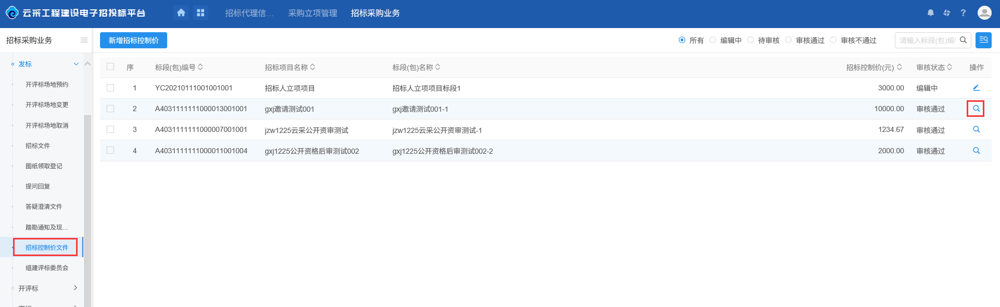 云采工程建设电子招投标平台
招标代理信... 采购立项管理 招标采购业务
?
招标采购业务
新增招标控制价
所有 编辑中 待审核 审核通过 审核不通过
请输入标段(包)编
发标
开评标场地预约
开评标场地变更
开评标场地取消
招标文件
图纸领取登记
提问回复
答疑澄清文件
踏勘通知及现...
招标控制价文件
组建评标委员会
开评标
序 标段(包)编号 招标项目名称 标段(包)名称 招标控制价(元) 审核状态 操作
1 YC20210111001001001 招标人立项项目 招标人立项项目标段1 3000.00 编辑中
2 A4031111111000013001001 gxj邀请测试001 gxj邀请测试001-1 10000.00 审核通过
3 A4031111111000007001001 jzw1225云采公开资审测试 jzw1225云采公开资审测试-1 1234.67 审核通过
4 A4031111111000011001004 gxj1225公开资格后审测试002 gxj1225公开资格后审测试002-2 2000.00 审核通过